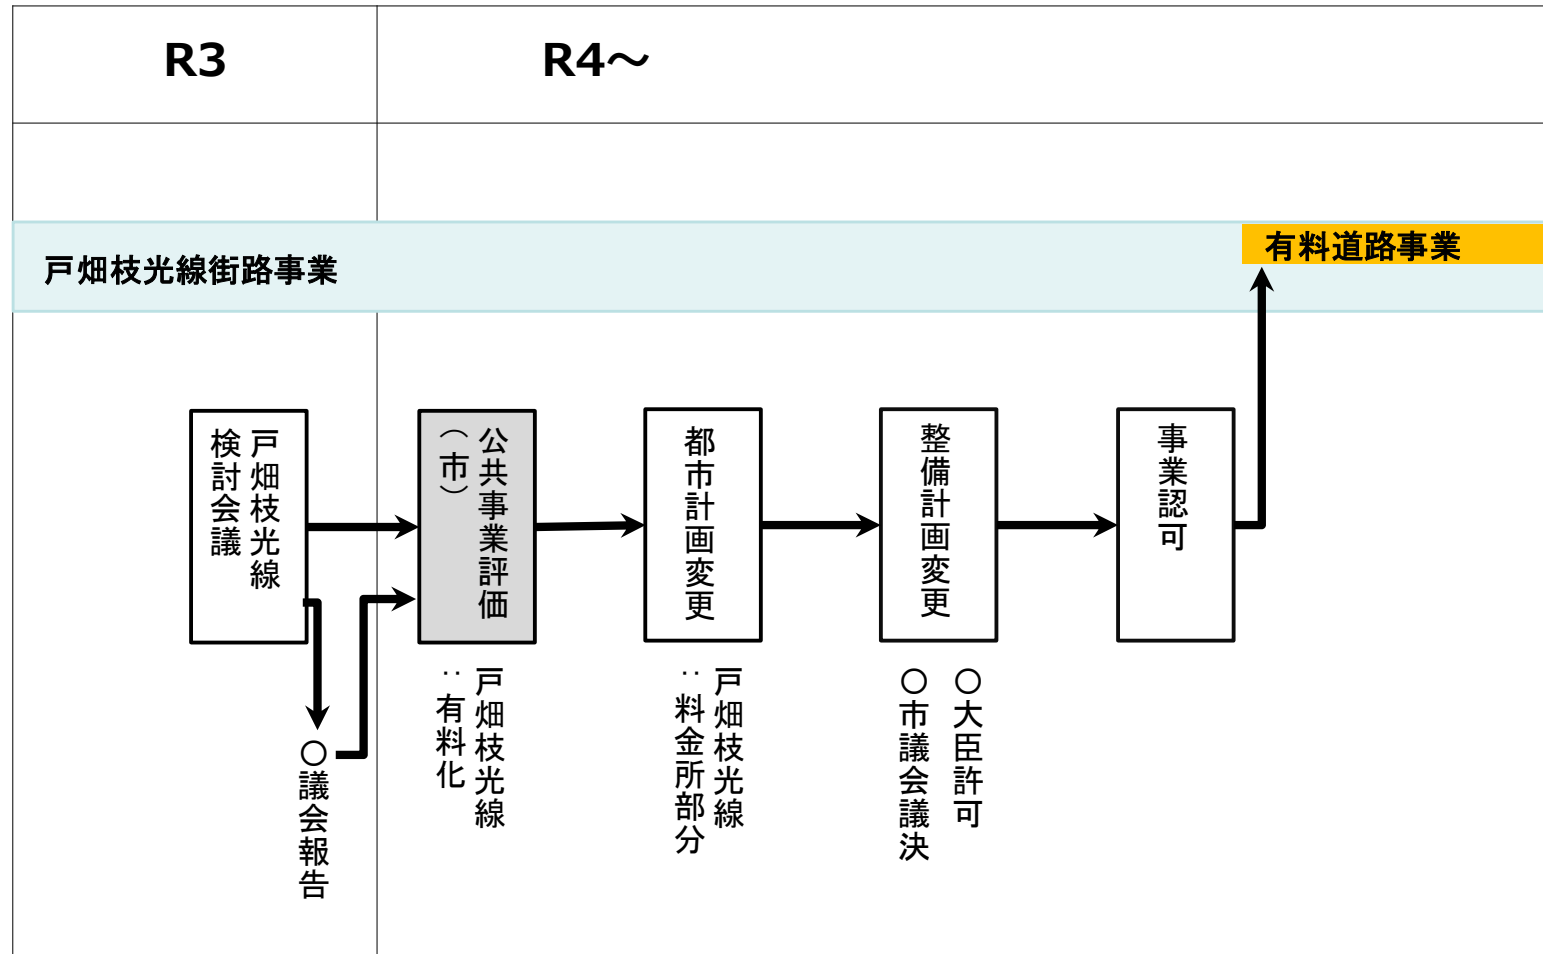 R3
R4～
戸畑枝光線街路事業
有料道路事業
戸畑枝光線
検討会議
公共事業評価
（市）
都市計画変更
整備計画変更
事業認可
○議会報告
戸畑枝光線
：有料化
戸畑枝光線
：料金所部分
○大臣許可
○市議会議決